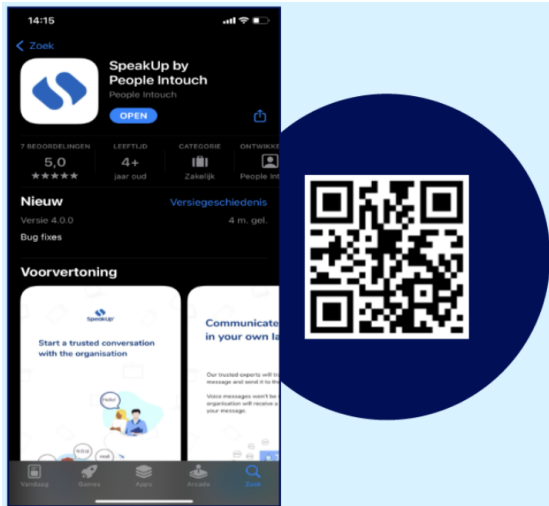 14:15
Zoek
SpeakUp by
People Intouch
People Intouch
OPEN
7 BEOORDELINGEN
5,0
LEEFTIJD
4+
jaar oud
CATEGORIE
Zakelijk
ONTWIKKE
People Int
Nieuw
Versiegeschiedenis
Versie 4.0.0
4 m. gel.
Bug fixes
Voorvertoning
SpeakUp
Start a trusted conversation
with the organisation
Hello!
Communicate
in your own la
Our trusted experts will tra
message and send it to the
Voice messages won't be
organisation will receive a
your message.
Vandaag
Games
Apps
Arcade
Zoek